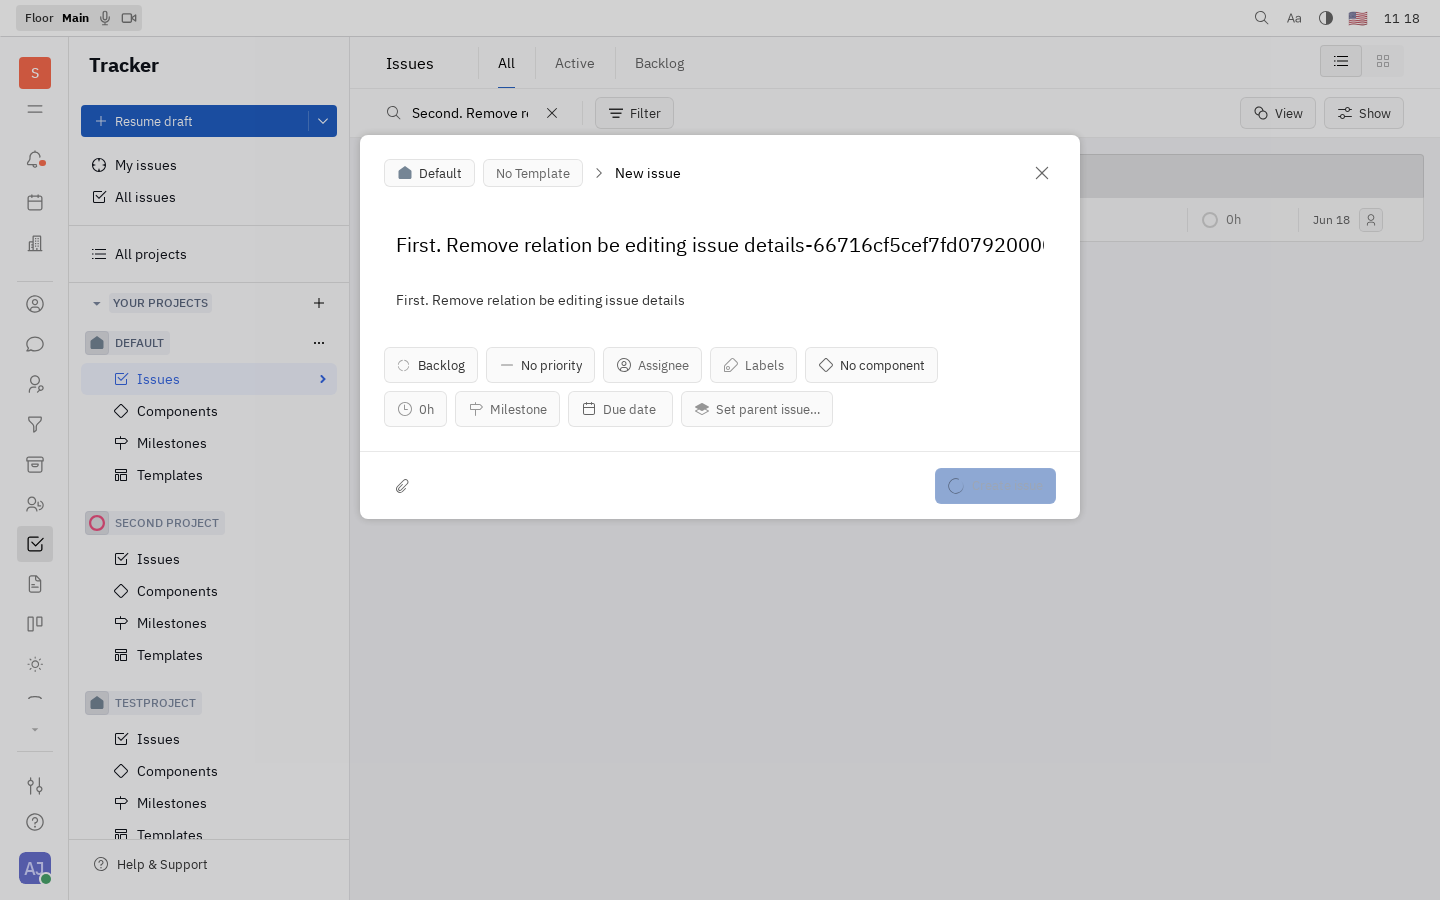 Floor Main
Aa
11 18
S
Tracker
Issues
All
Active
Backlog
Resume draft
Second. Remove re
Filter
View
Show
My issues
All issues
All projects
YOUR PROJECTS
DEFAULT
Issues
Components
Milestones
Templates
SECOND PROJECT
Issues
Components
Milestones
Templates
TESTPROJECT
Issues
Components
Milestones
Templates
Help & Support
AJ
Default
No Template
New issue
First. Remove relation be editing issue details-66716cf5cef7fd0792000
First. Remove relation be editing issue details
Backlog
No priority
Assignee
Labels
No component
0h
Milestone
Due date
Set parent issue...
0h
Jun 18